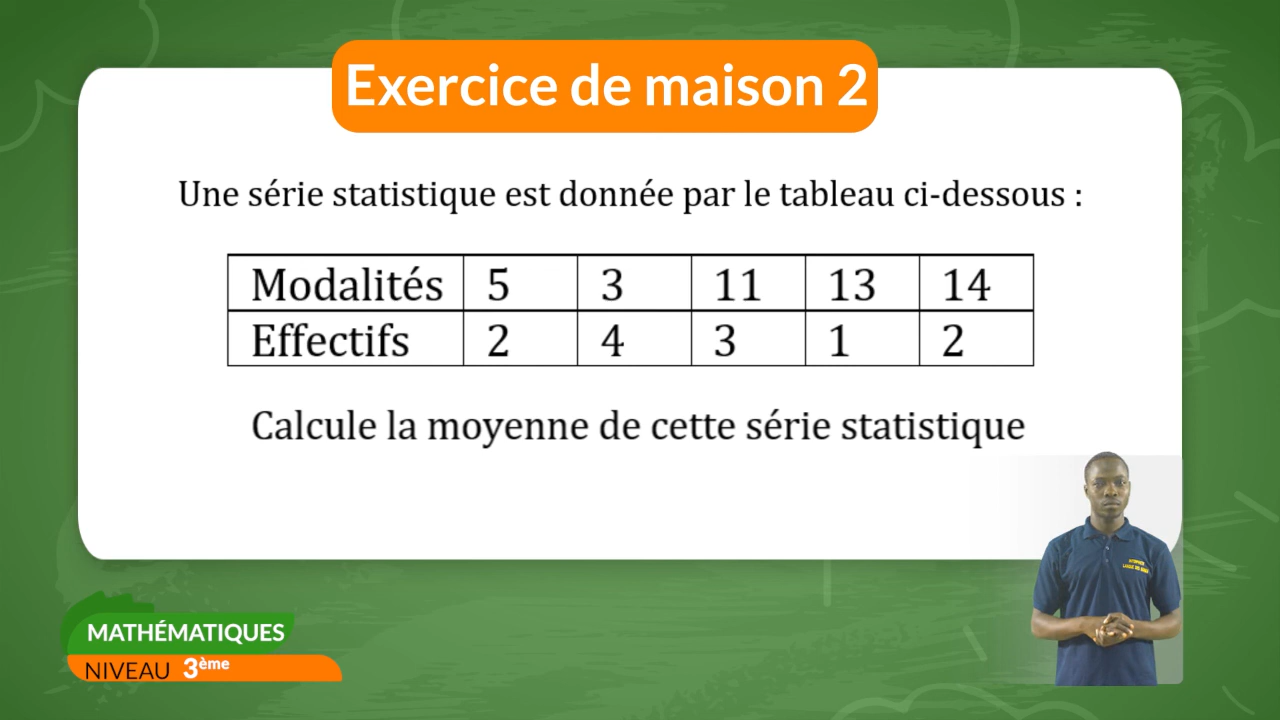 Exercice de maison 2
Une série statistique est donnée par le tableau ci-dessous :
Modalités 5 3 11 13 14
Effectifs 2 4 3 1 2
Calcule la moyenne de cette série statistique
MATHÉMATIQUES
NIVEAU 3ème